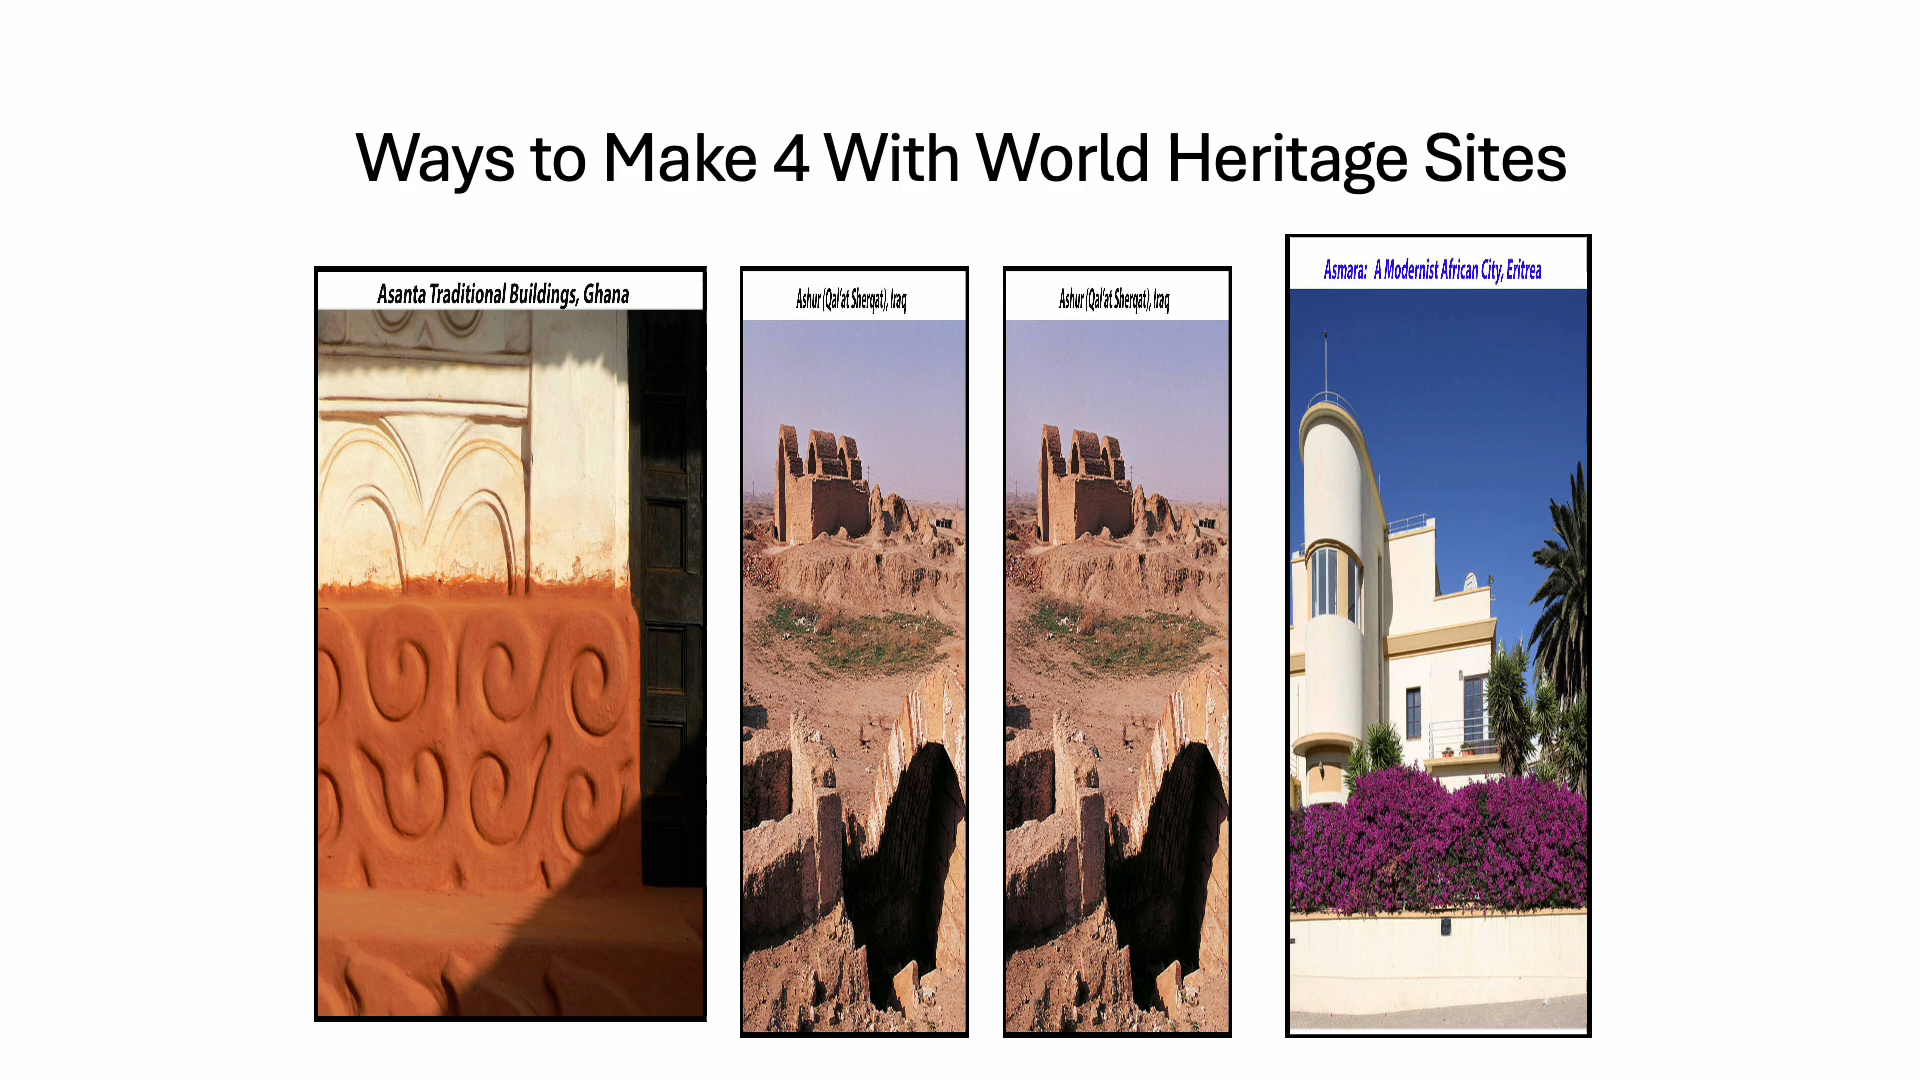 Ways to Make 4 With World Heritage Sites
Asanta Traditional Buildings, Ghana
Ashur (Qal'at Sherqat), Iraq
Ashur (Qal'at Sherqat), Iraq
Asmara: A Modernist African City, Eritrea